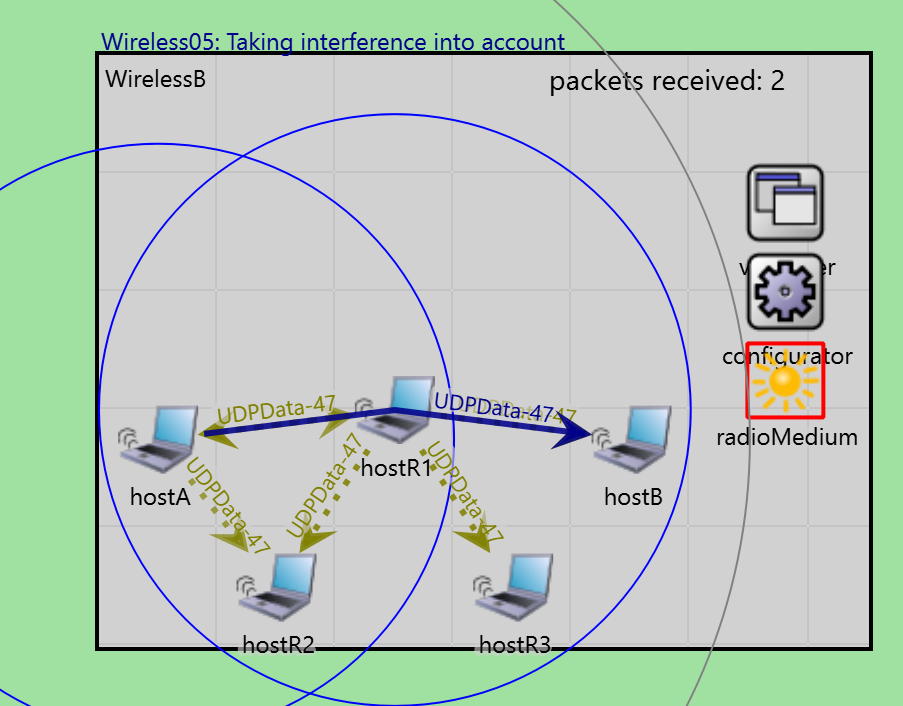 Wireless05: Taking interference into account
WirelessB
packets received: 2
configurator
radioMedium
UDPData-47
UDPData-47
hostR1
hostA
hostB
UDPData-47
UDPData-47
UDPData-47
hostR2
hostR3